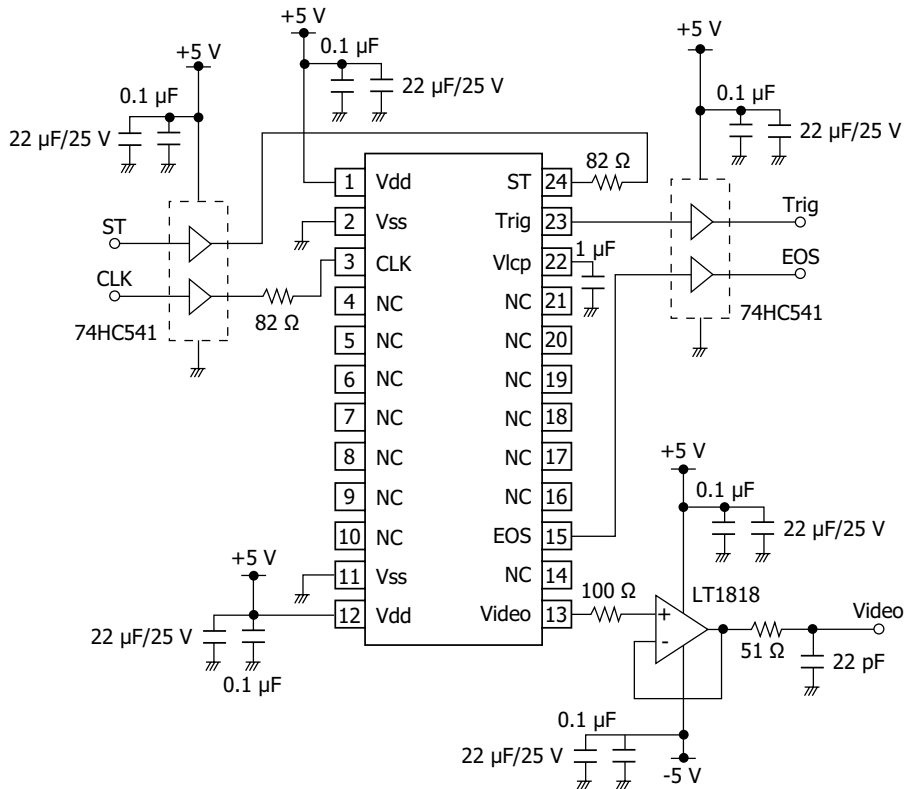 +5 V
0.1 µF
22 µF/25 V
+5 V
0.1 µF
22 µF/25 V
+5 V
0.1 µF
22 µF/25 V
ST
CLK
82 Ω
74HC541
82 Ω
1 µF
Trig
EOS
74HC541
1 Vdd
2 Vss
3 CLK
4 NC
5 NC
6 NC
7 NC
8 NC
9 NC
10 NC
11 Vss
12 Vdd
ST 24
Trig 23
Vlcp 22
NC 21
NC 20
NC 19
NC 18
NC 17
NC 16
EOS 15
NC 14
Video 13
+5 V
22 µF/25 V
0.1 µF
+5 V
0.1 µF
22 µF/25 V
100 Ω
LT1818
+
-
51 Ω
Video
22 pF
0.1 µF
22 µF/25 V
-5 V